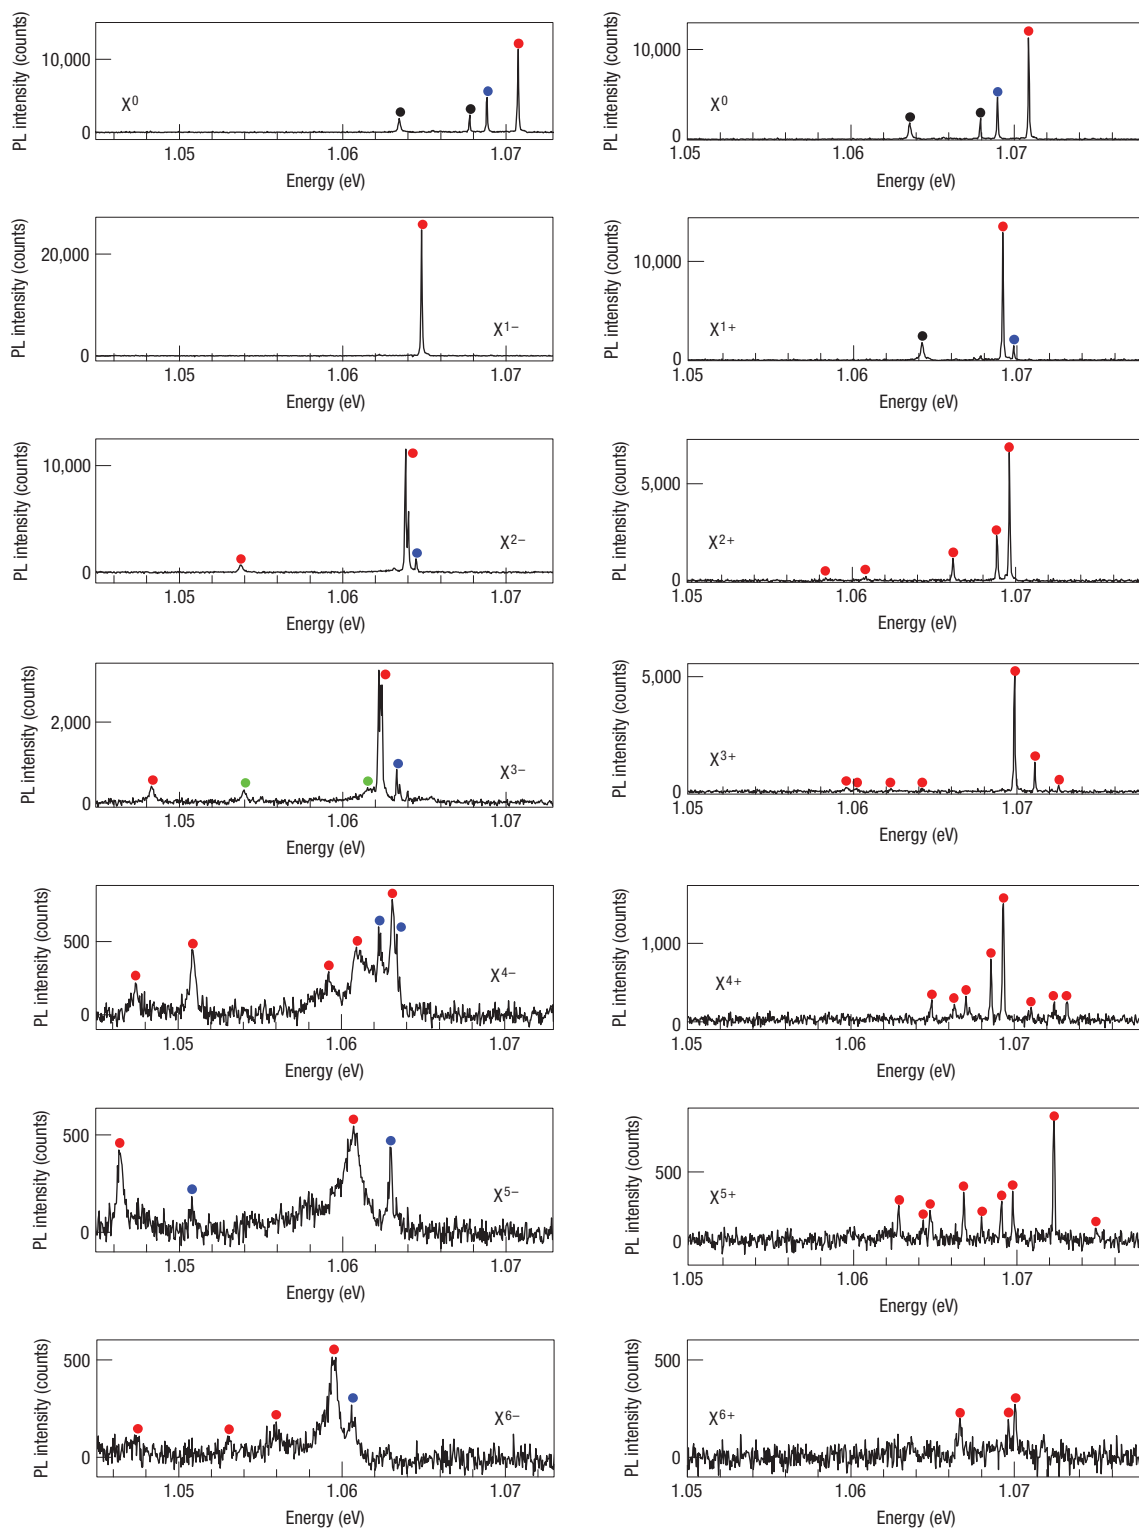 PL intensity (counts)
10,000
0
X⁰
1.05
1.06
1.07
Energy (eV)
PL intensity (counts)
10,000
0
X⁰
1.05
1.06
1.07
Energy (eV)
PL intensity (counts)
20,000
0
X¹⁻
1.05
1.06
1.07
Energy (eV)
PL intensity (counts)
10,000
0
X¹⁺
1.05
1.06
1.07
Energy (eV)
PL intensity (counts)
10,000
0
X²⁻
1.05
1.06
1.07
Energy (eV)
PL intensity (counts)
5,000
0
X²⁺
1.05
1.06
1.07
Energy (eV)
PL intensity (counts)
2,000
0
X³⁻
1.05
1.06
1.07
Energy (eV)
PL intensity (counts)
5,000
0
X³⁺
1.05
1.06
1.07
Energy (eV)
PL intensity (counts)
500
0
X⁴⁻
1.05
1.06
1.07
Energy (eV)
PL intensity (counts)
1,000
0
X⁴⁺
1.05
1.06
1.07
Energy (eV)
PL intensity (counts)
500
0
X⁵⁻
1.05
1.06
1.07
Energy (eV)
PL intensity (counts)
500
0
X⁵⁺
1.05
1.06
1.07
Energy (eV)
PL intensity (counts)
500
0
X⁶⁻
1.05
1.06
1.07
Energy (eV)
PL intensity (counts)
500
0
X⁶⁺
1.05
1.06
1.07
Energy (eV)